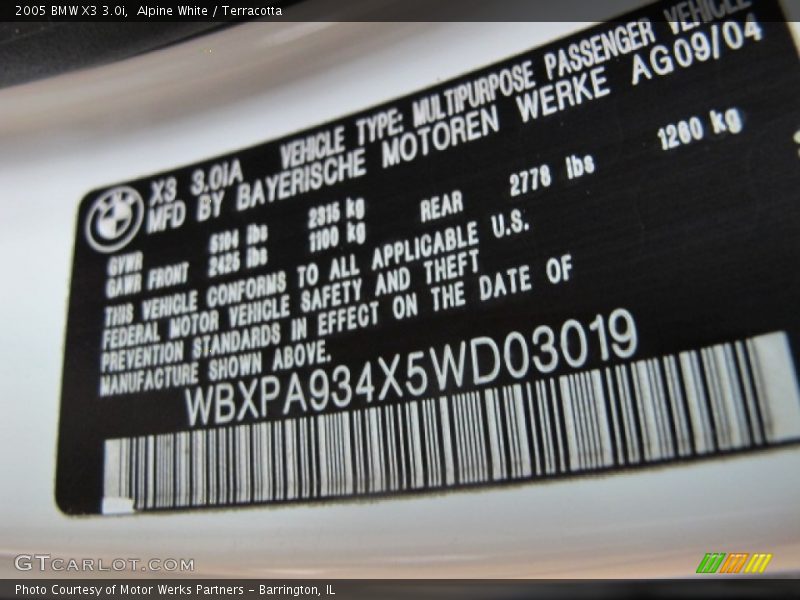 2005 BMW X3 3.0i,  Alpine White / Terracotta
X3 3.0iA VEHICLE TYPE: MULTIPURPOSE PASSENGER VEHICLE
MFD BY BAYERISCHE MOTOREN WERKE AG09/04
GVWR 5104 lbs 2315 kg
GAWR FRONT 2425 lbs 1100 kg REAR 2778 lbs 1260 kg
THIS VEHICLE CONFORMS TO ALL APPLICABLE U.S.
FEDERAL MOTOR VEHICLE SAFETY AND THEFT
PREVENTION STANDARDS IN EFFECT ON THE DATE OF
MANUFACTURE SHOWN ABOVE.
WBXPA934X5WD03019
GTCARLOT.COM
Photo Courtesy of Motor Werks Partners - Barrington, IL